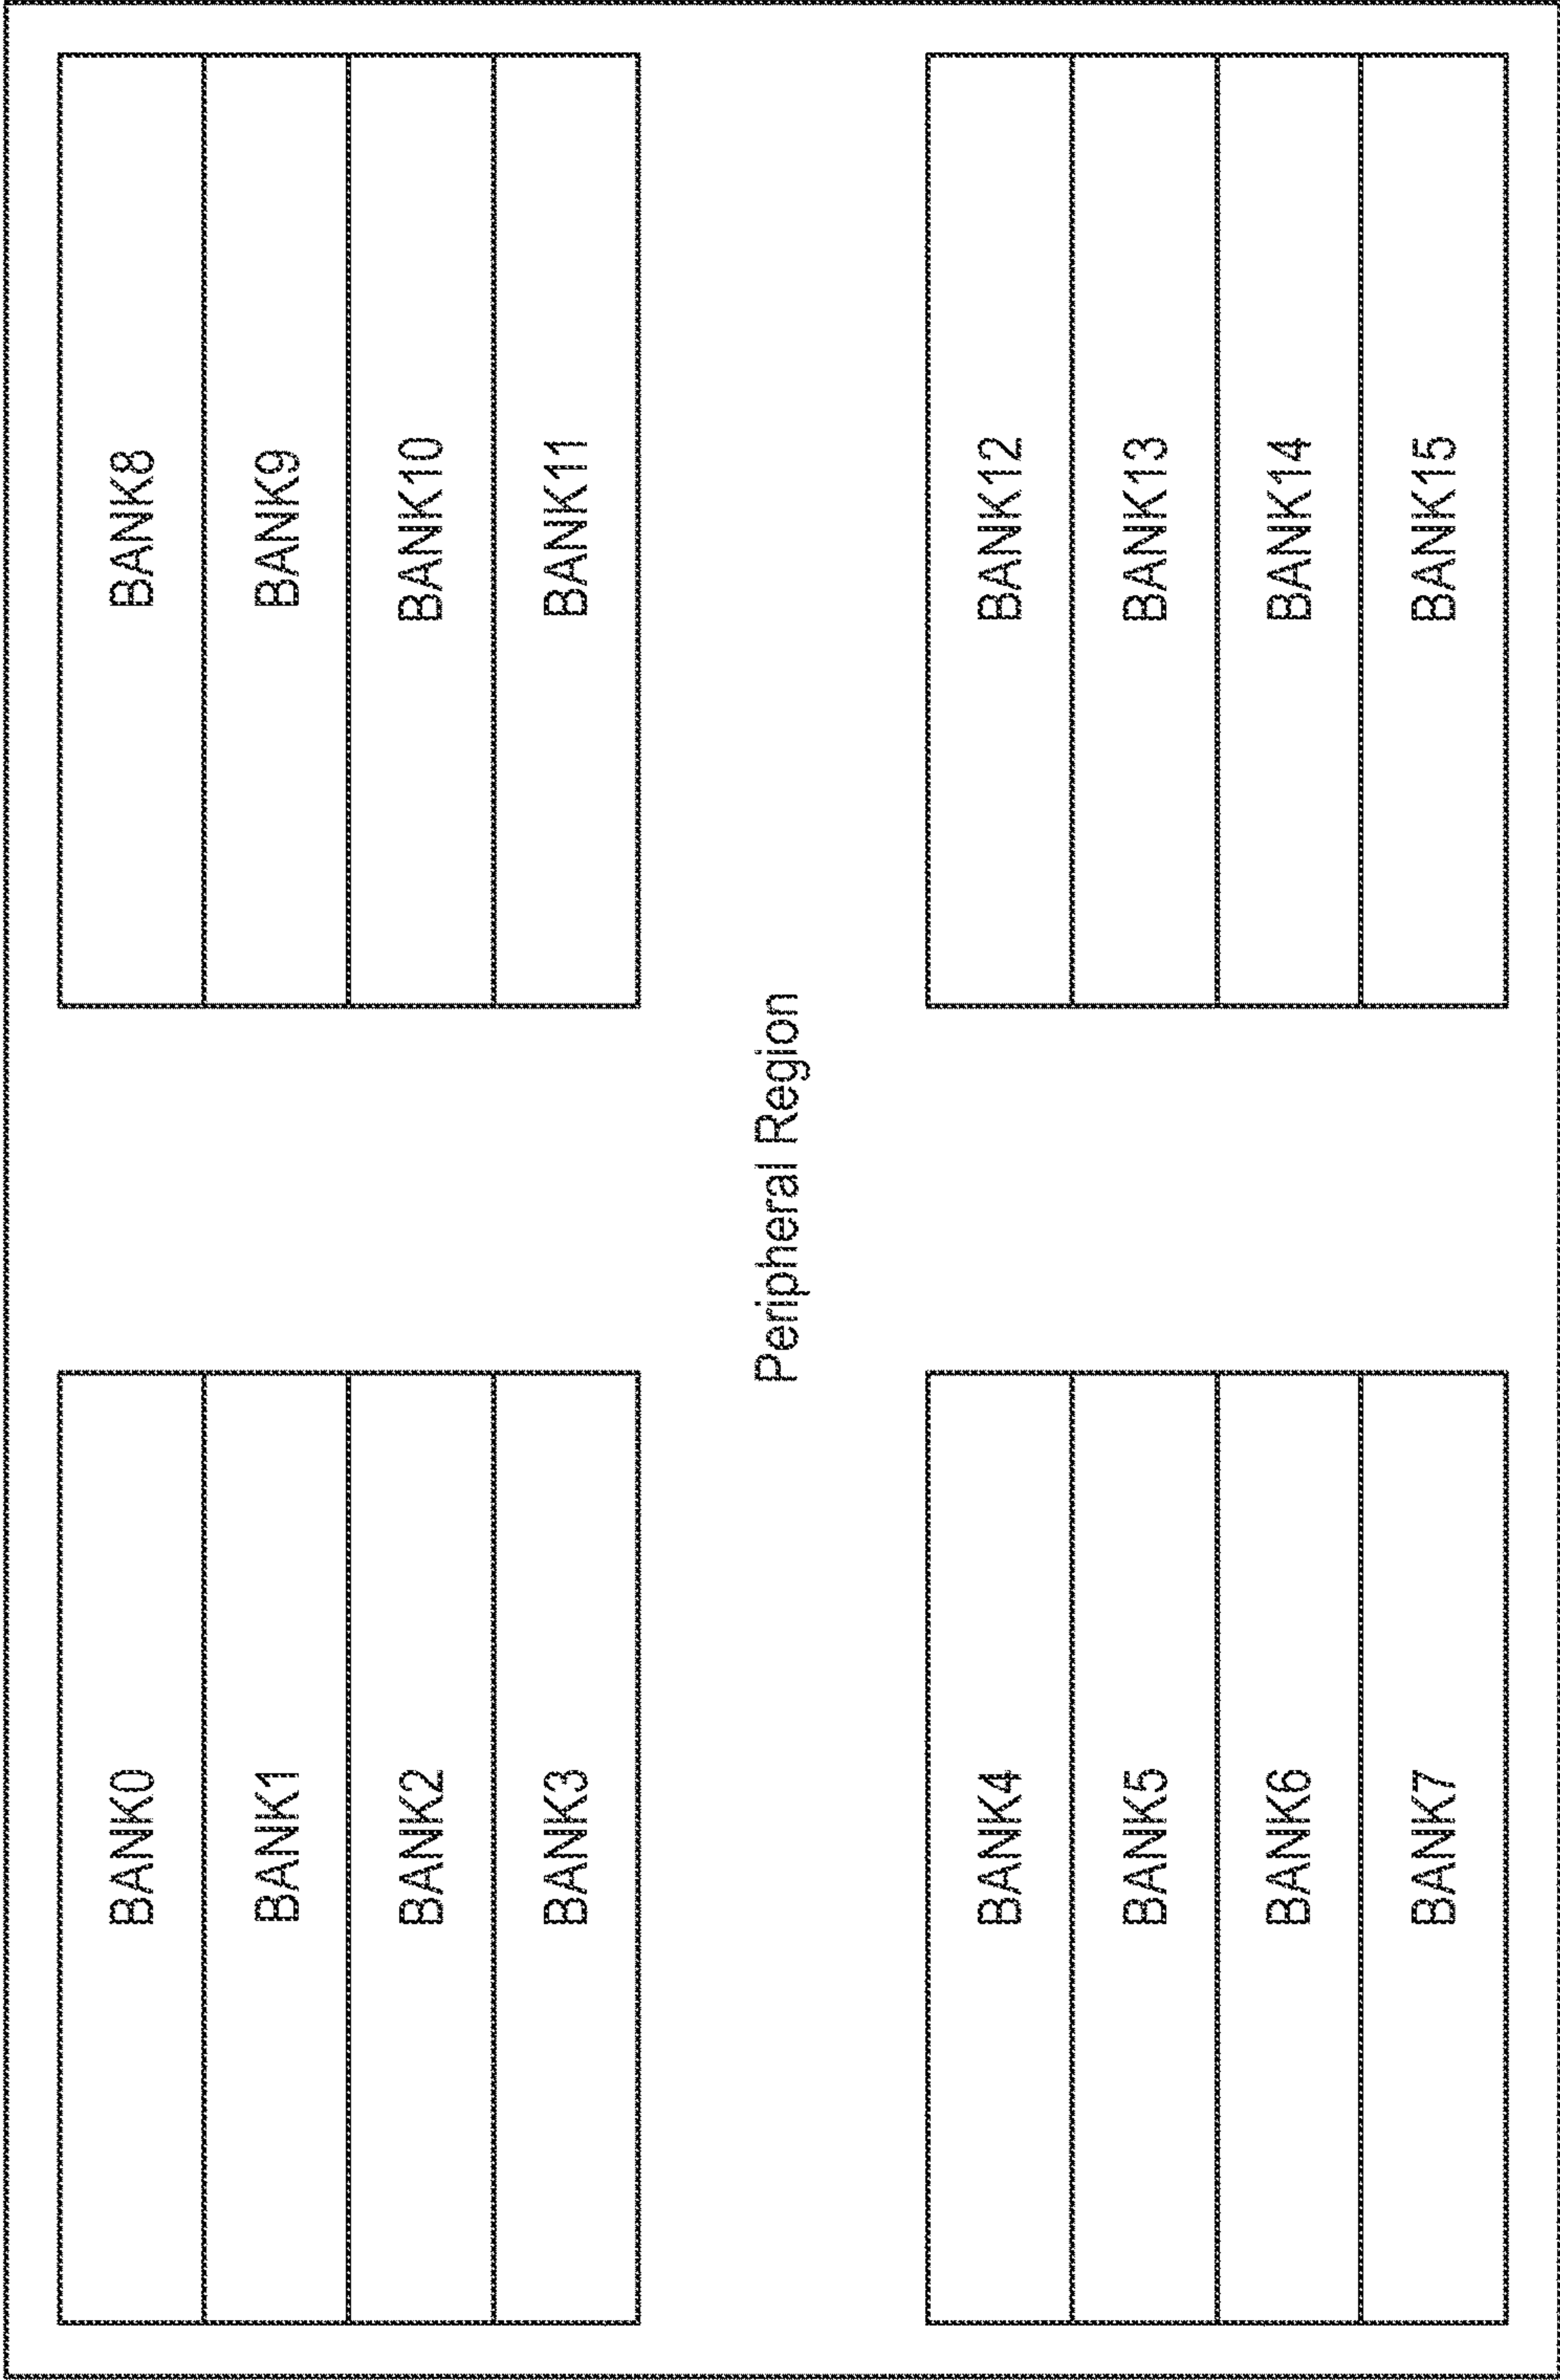 BANK0
BANK1
BANK2
BANK3
BANK8
BANK9
BANK10
BANK11
Peripheral Region
BANK4
BANK5
BANK6
BANK7
BANK12
BANK13
BANK14
BANK15